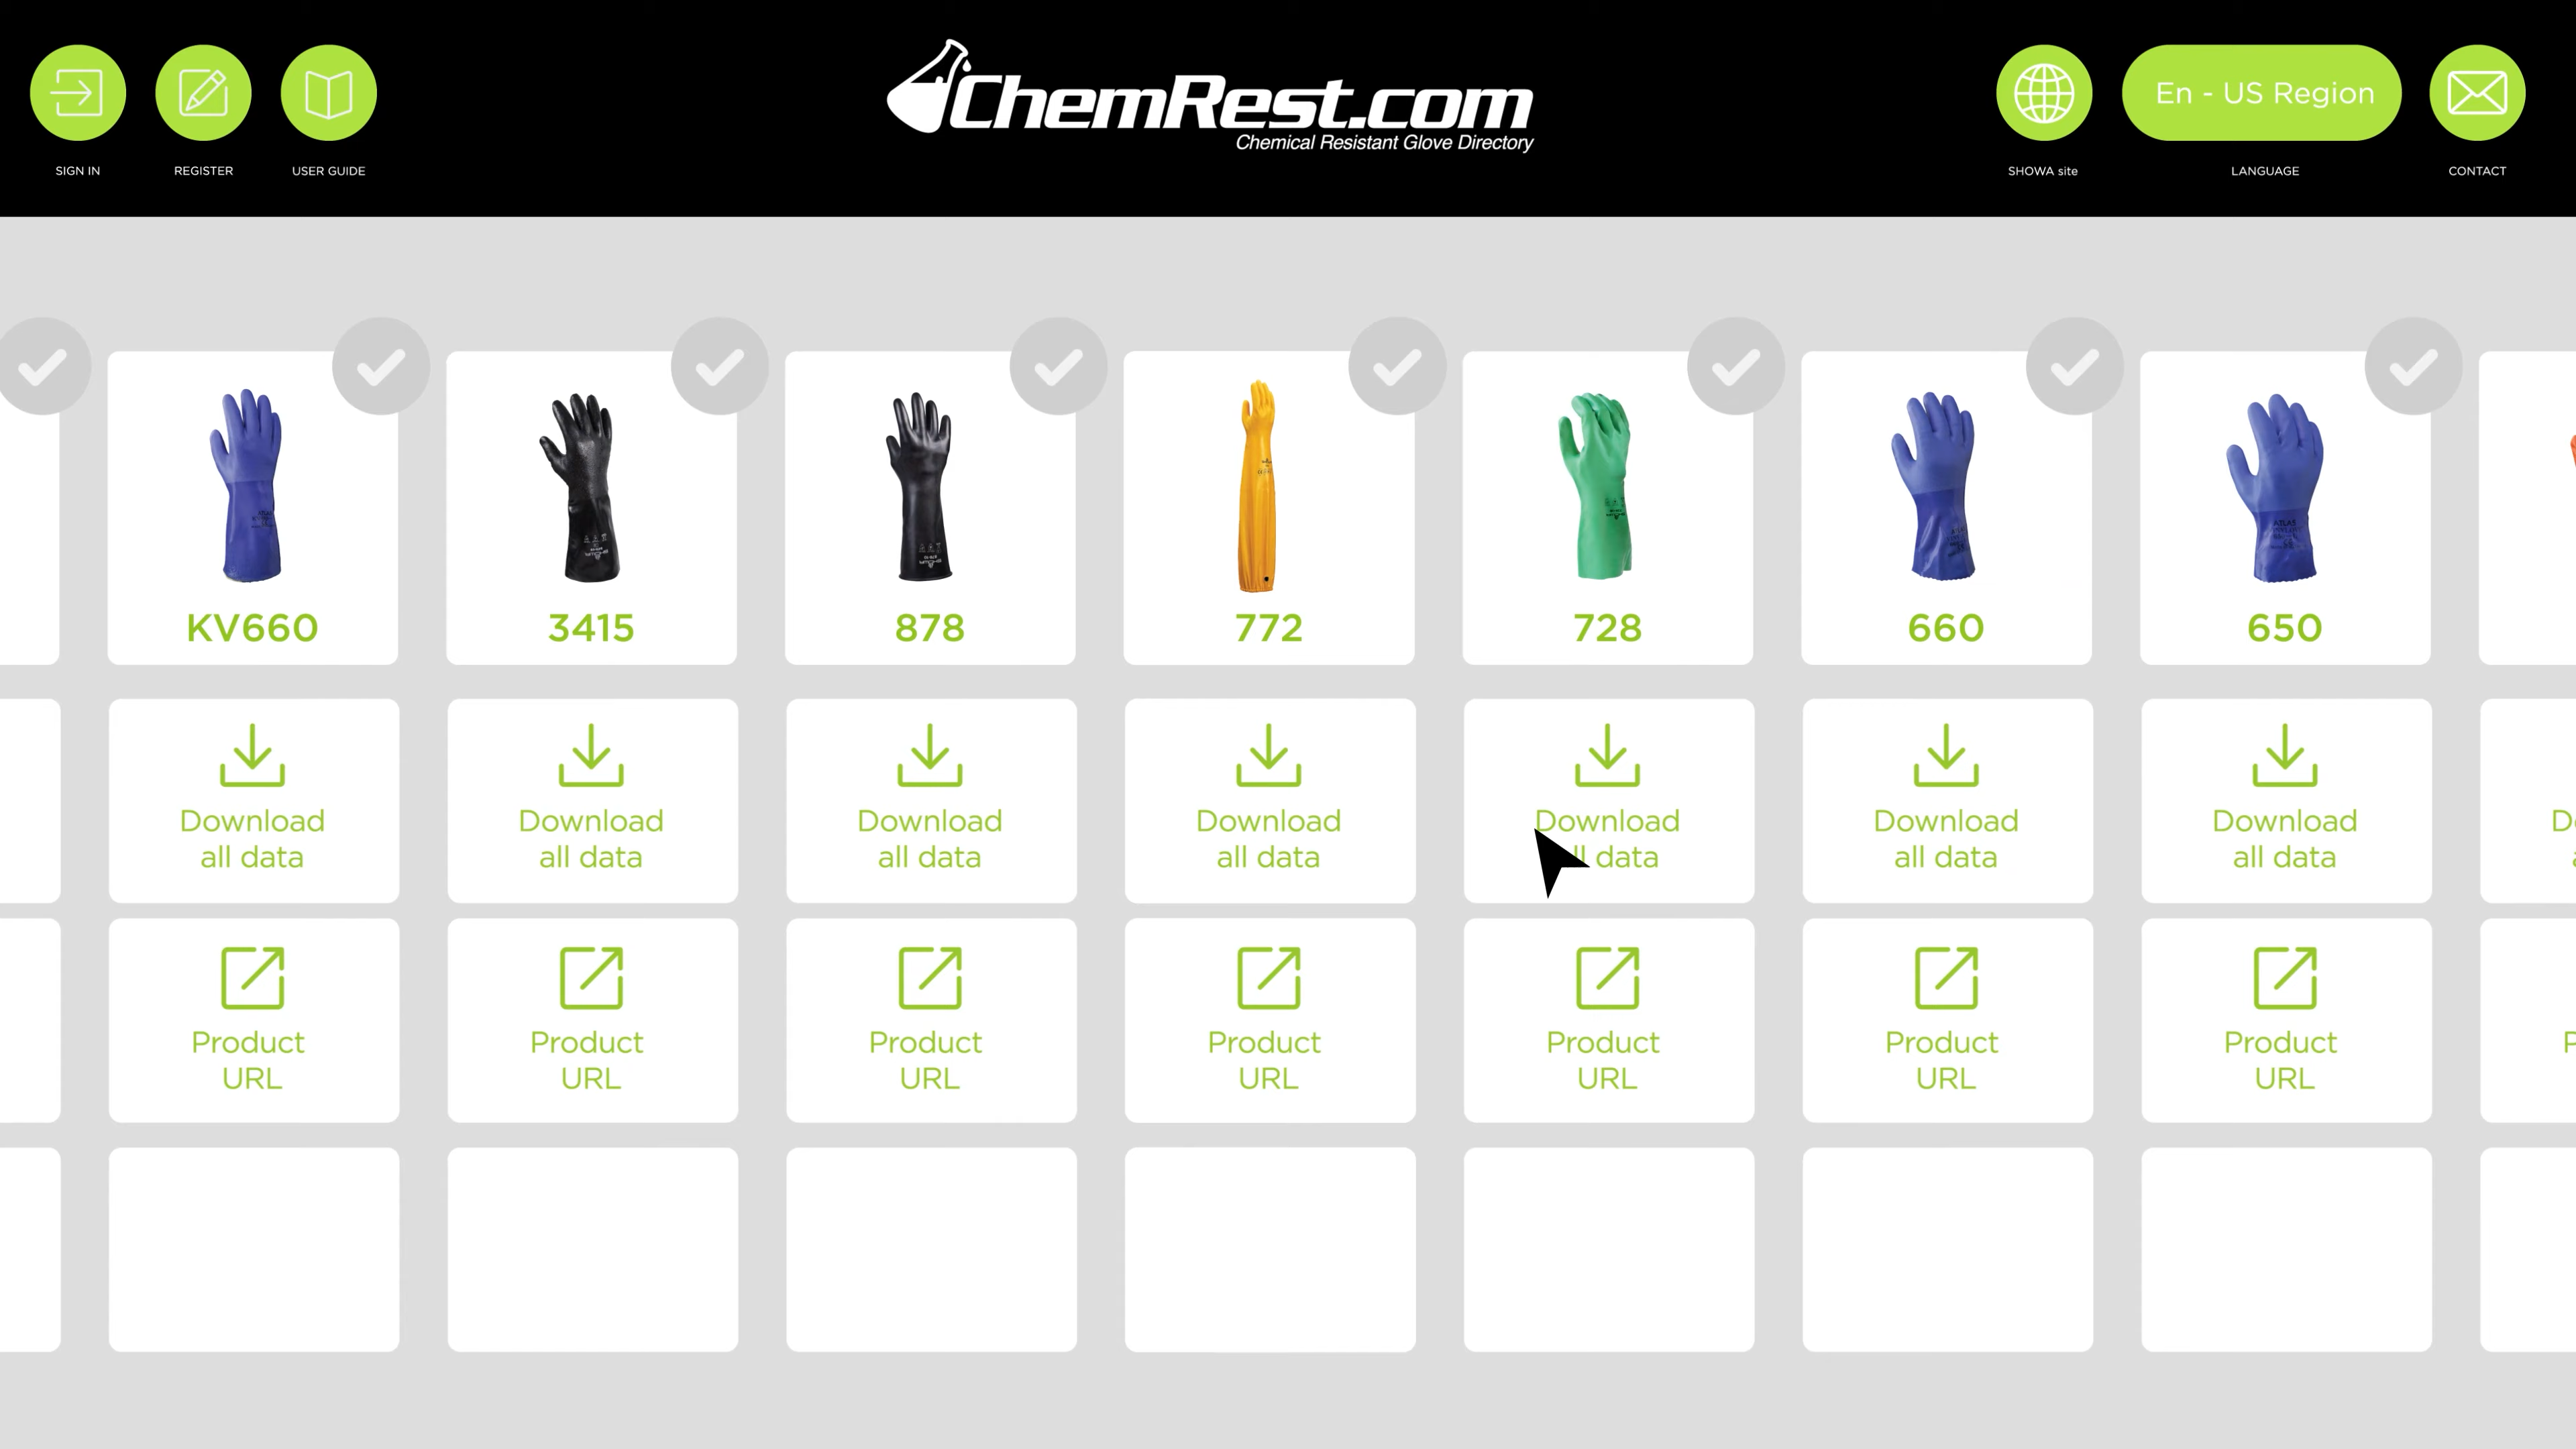 ChemRest.com
Chemical Resistant Glove Directory
En - US Region
SIGN IN
REGISTER
USER GUIDE
SHOWA site
LANGUAGE
CONTACT
KV660
3415
878
772
728
660
650
Download
all data
Download
all data
Download
all data
Download
all data
Download
all data
Download
all data
Download
all data
Product
URL
Product
URL
Product
URL
Product
URL
Product
URL
Product
URL
Product
URL